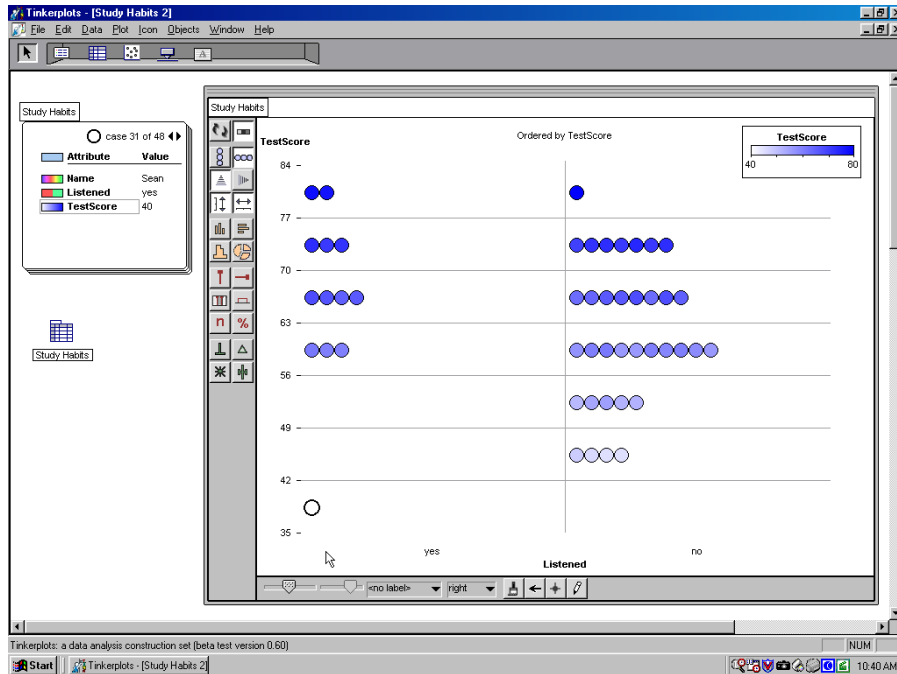 Tinkerplots - [Study Habits 2]
File Edit Data Plot Icon Objects Window Help
A
Study Habits
case 31 of 48
Attribute Value
Name Sean
Listened yes
TestScore 40
Study Habits
Study Habits
n %
TestScore
Ordered by TestScore
TestScore
40 80
84
77
70
63
56
49
42
35
yes no
Listened
<no label> right
Tinkerplots: a data analysis construction set (beta test version 0.60)
NUM
Start Tinkerplots - [Study Habits 2] 10:40 AM